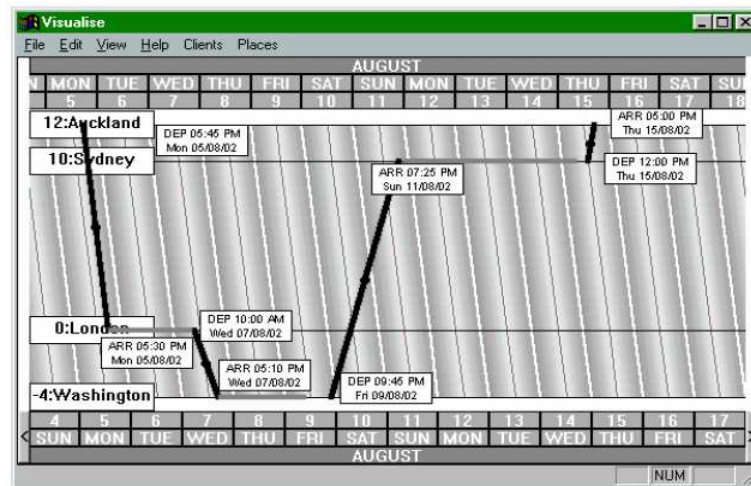 Visualise
File Edit View Help Clients Places
AUGUST
N MON TUE WED THU FRI SAT SUN MON TUE WED THU FRI SAT SU
5 6 7 8 9 10 11 12 13 14 15 16 17 18
12:Auckland
DEP 05:45 PM
Mon 05/08/02
ARR 05:00 PM
Thu 15/08/02
10:Sydney
ARR 07:25 PM
Sun 11/08/02
DEP 12:00 PM
Thu 15/08/02
0:London
DEP 10:00 AM
Wed 07/08/02
ARR 05:30 PM
Mon 05/08/02
ARR 05:10 PM
Wed 07/08/02
-4:Washington
DEP 09:45 PM
Fri 09/08/02
4 5 6 7 8 9 10 11 12 13 14 15 16 17
SUN MON TUE WED THU FRI SAT SUN MON TUE WED THU FRI SAT
AUGUST
NUM